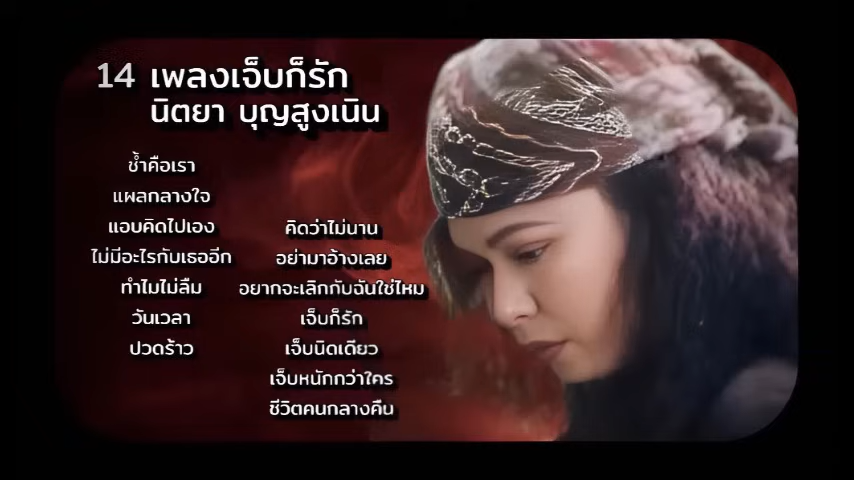 14 เพลงเจ็บก็รัก
นิตยา บุญสูงเนิน
ช้ำคือเรา
แผลกลางใจ
แอบคิดไปเอง
ไม่มีอะไรกับเธออีก
ทำไมไม่ลืม
วันเวลา
ปวดร้าว
คิดว่าไม่นาน
อย่ามาอ้างเลย
อยากจะเลิกกับฉันใช่ไหม
เจ็บก็รัก
เจ็บนิดเดียว
เจ็บหนักกว่าใคร
ชีวิตคนกลางคืน